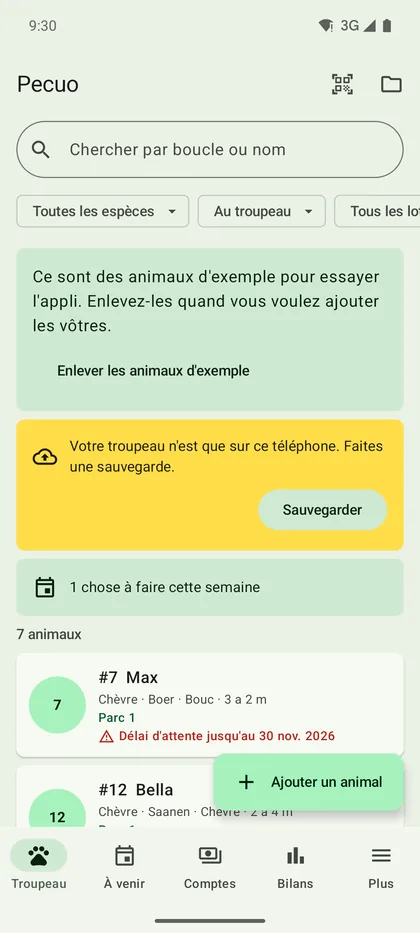 9:30
3G
Pecuo
Chercher par boucle ou nom
Toutes les espèces
Au troupeau
Tous les lo
Ce sont des animaux d'exemple pour essayer
l'appli. Enlevez-les quand vous voulez ajouter
les vôtres.
Enlever les animaux d'exemple
Votre troupeau n'est que sur ce téléphone. Faites
une sauvegarde.
Sauvegarder
1 chose à faire cette semaine
7 animaux
7
#7 Max
Chèvre · Boer · Bouc · 3 a 2 m
Parc 1
Délai d'attente jusqu'au 30 nov. 2026
12
#12 Bella
Chèvre · Saanen · Chèvre · 2 a 4 m
Ajouter un animal
Troupeau
À venir
Comptes
Bilans
Plus